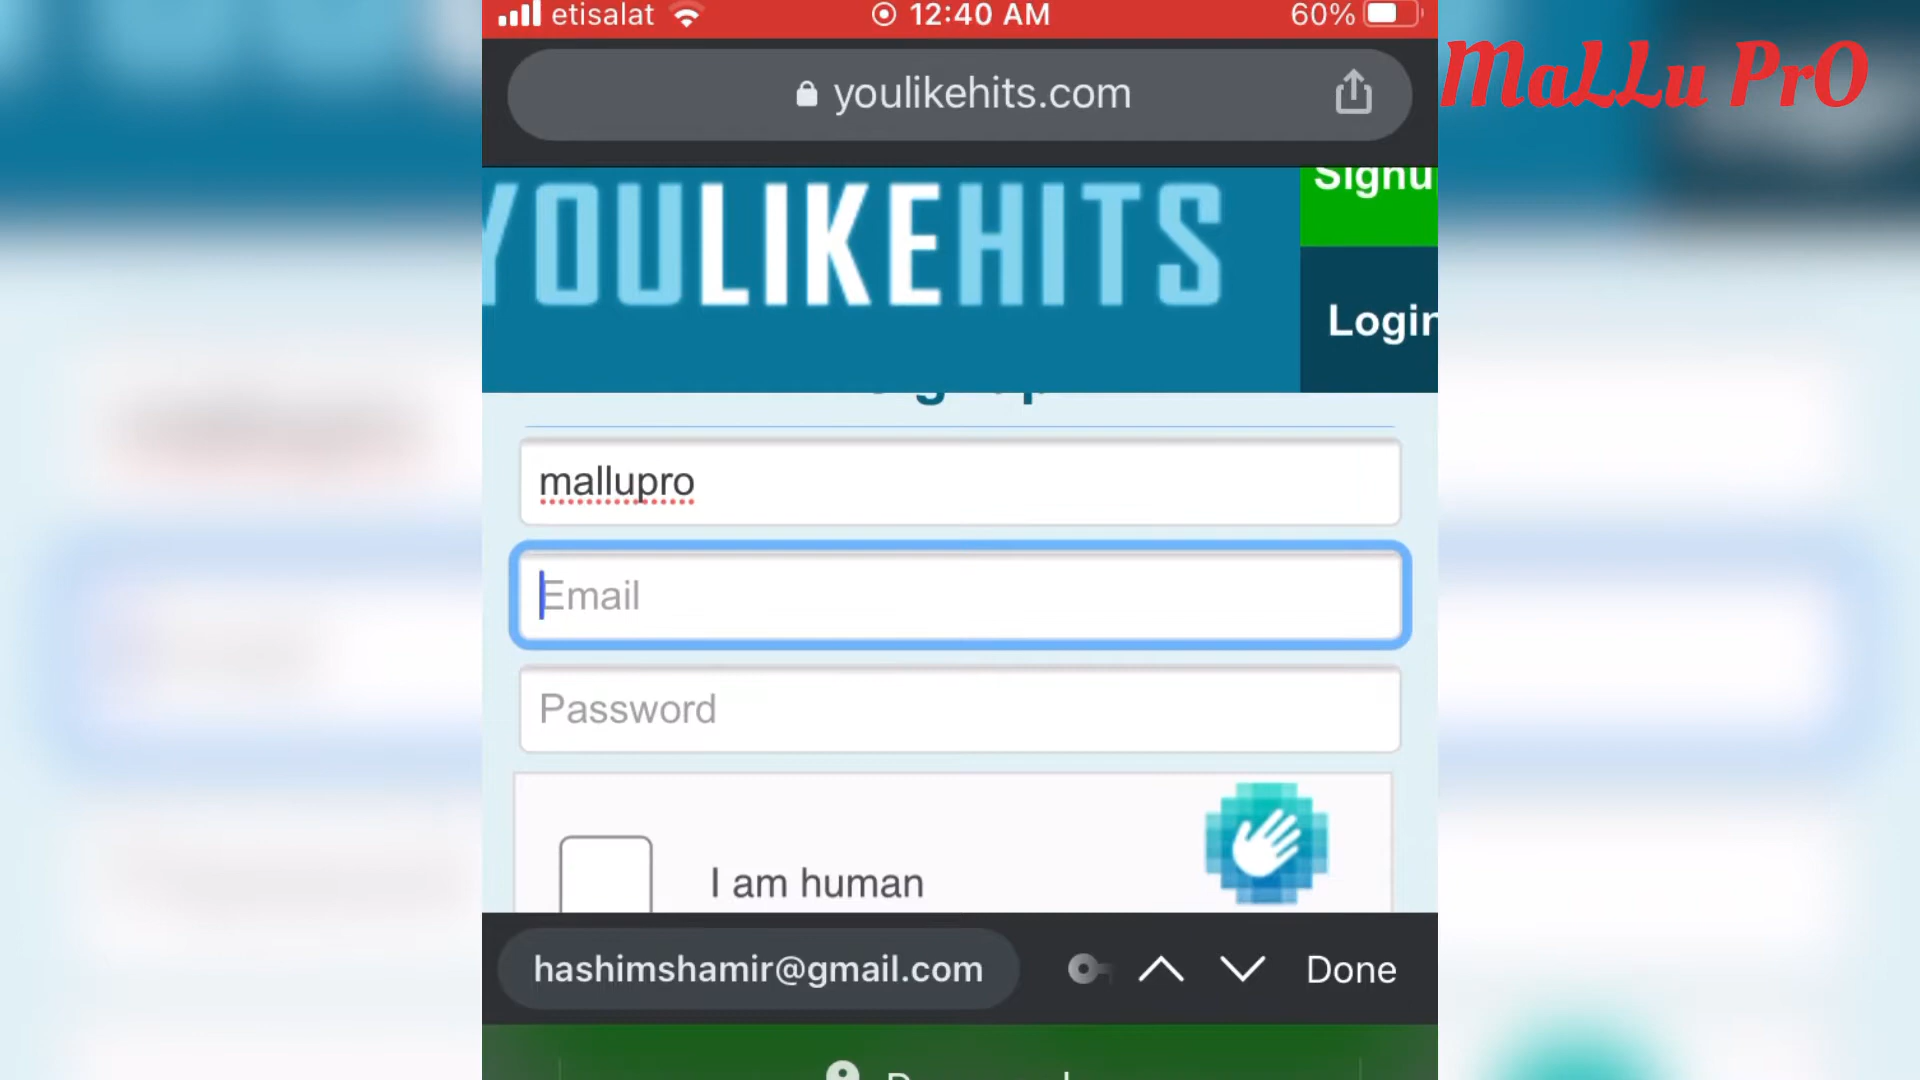 etisalat 12:40 AM 60%
MaLLu PrO
youlikehits.com
YOULIKEHITS
Signu
Login
mallupro
Email
Password
I am human
hashimshamir@gmail.com Done